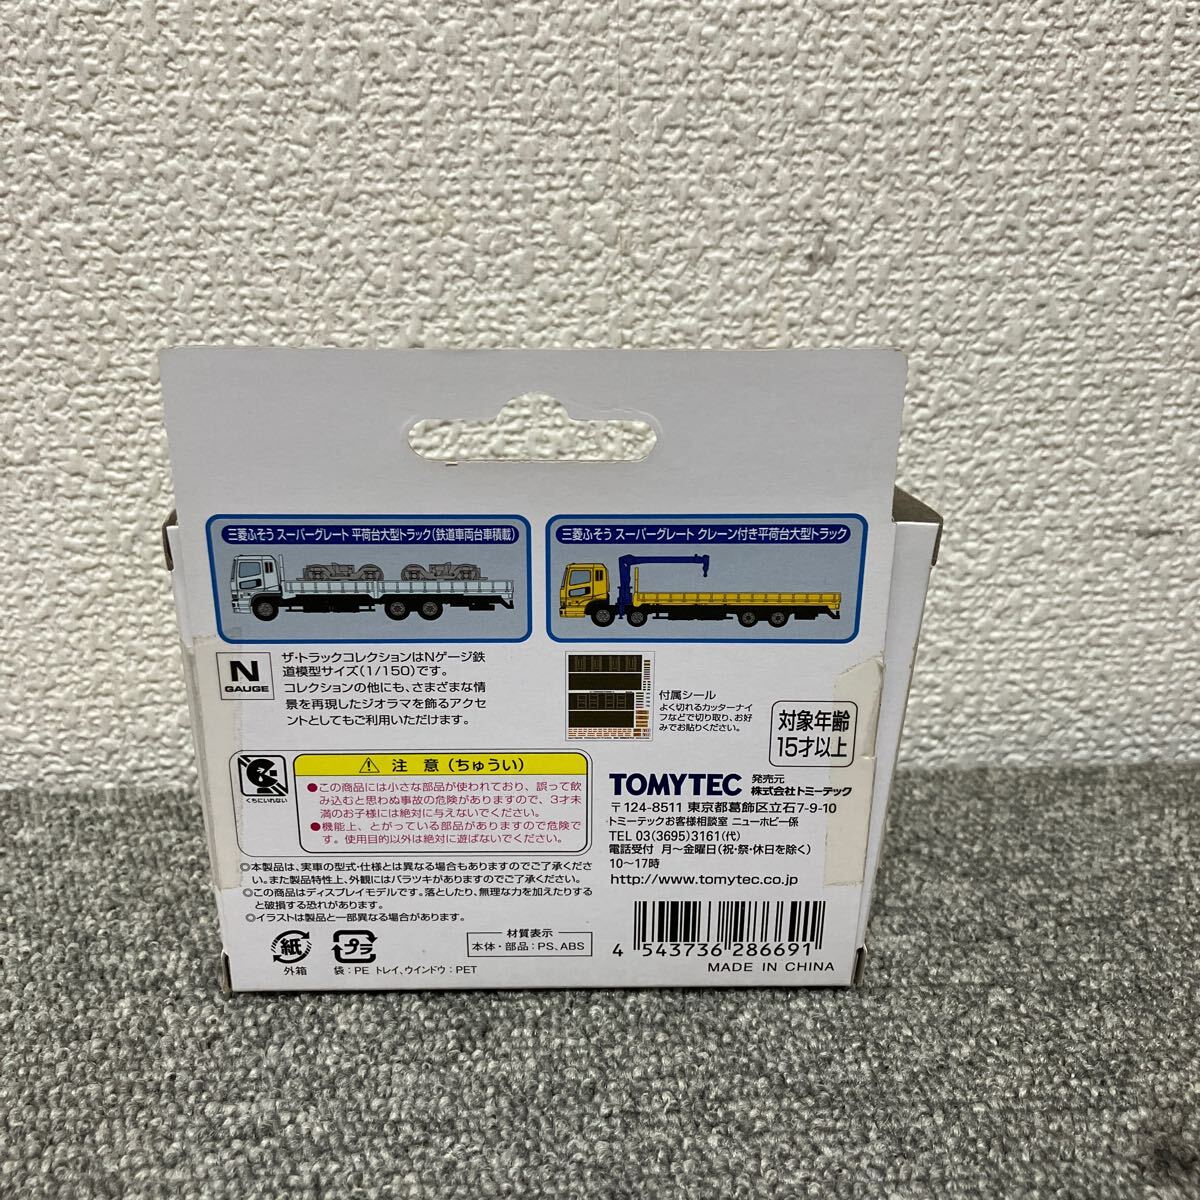 三菱ふそう スーパーグレート 平荷台大型トラック(鉄道車両台車積載)
三菱ふそう スーパーグレート クレーン付き平荷台大型トラック
N
GAUGE
ザ・トラックコレクションはNゲージ鉄
道模型サイズ(1/150)です。
コレクションの他にも、さまざまな情
景を再現したジオラマを飾るアクセ
ントとしてもご利用いただけます。
付属シール
よく切れるカッターナイ
フなどで切り取り、お好
みでお貼りください。
対象年齢
15才以上
くちにいれない
注 意(ちゅうい)
●この商品には小さな部品が使われており、誤って飲
み込むと思わぬ事故の危険がありますので、3才未
満のお子様には絶対に与えないでください。
●機能上、とがっている部品がありますので危険で
す。使用目的以外は絶対に遊ばないでください。
◎本製品は、実車の型式・仕様とは異なる場合もありますのでご了承くださ
い。また製品特性上、外観にはバラツキがありますのでご了承ください。
◎この商品はディスプレイモデルです。落としたり、無理な力を加えたりする
と破損する恐れがあります。
◎イラストは製品と一部異なる場合があります。
TOMYTEC 発売元
株式会社トミーテック
〒124-8511 東京都葛飾区立石7-9-10
トミーテックお客様相談室 ニューホビー係
TEL 03(3695)3161(代)
電話受付 月~金曜日(祝・祭・休日を除く)
10~17時
http://www.tomytec.co.jp
紙
外箱
プラ
袋:PE トレイ、ウインドウ:PET
材質表示
本体・部品:PS、ABS
4 543736 286691
MADE IN CHINA